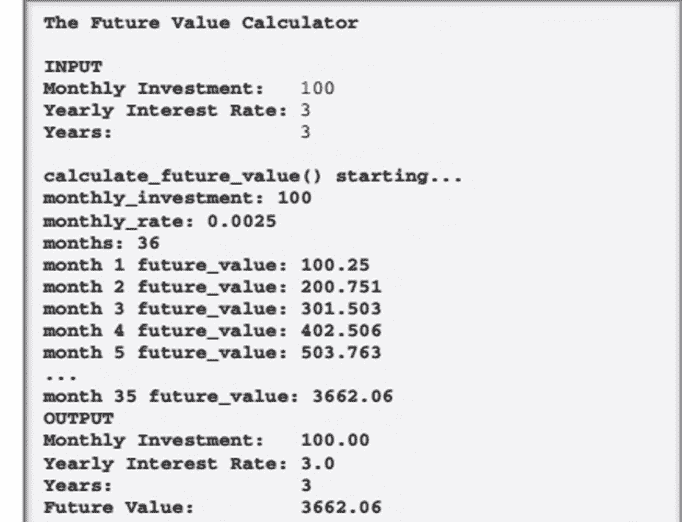 The Future Value Calculator
INPUT
Monthly Investment: 100
Yearly Interest Rate: 3
Years: 3
calculate_future_value() starting...
monthly_investment: 100
monthly_rate: 0.0025
months: 36
month 1 future_value: 100.25
month 2 future_value: 200.751
month 3 future_value: 301.503
month 4 future_value: 402.506
month 5 future_value: 503.763
...
month 35 future_value: 3662.06
OUTPUT
Monthly Investment: 100.00
Yearly Interest Rate: 3.0
Years: 3
Future Value: 3662.06